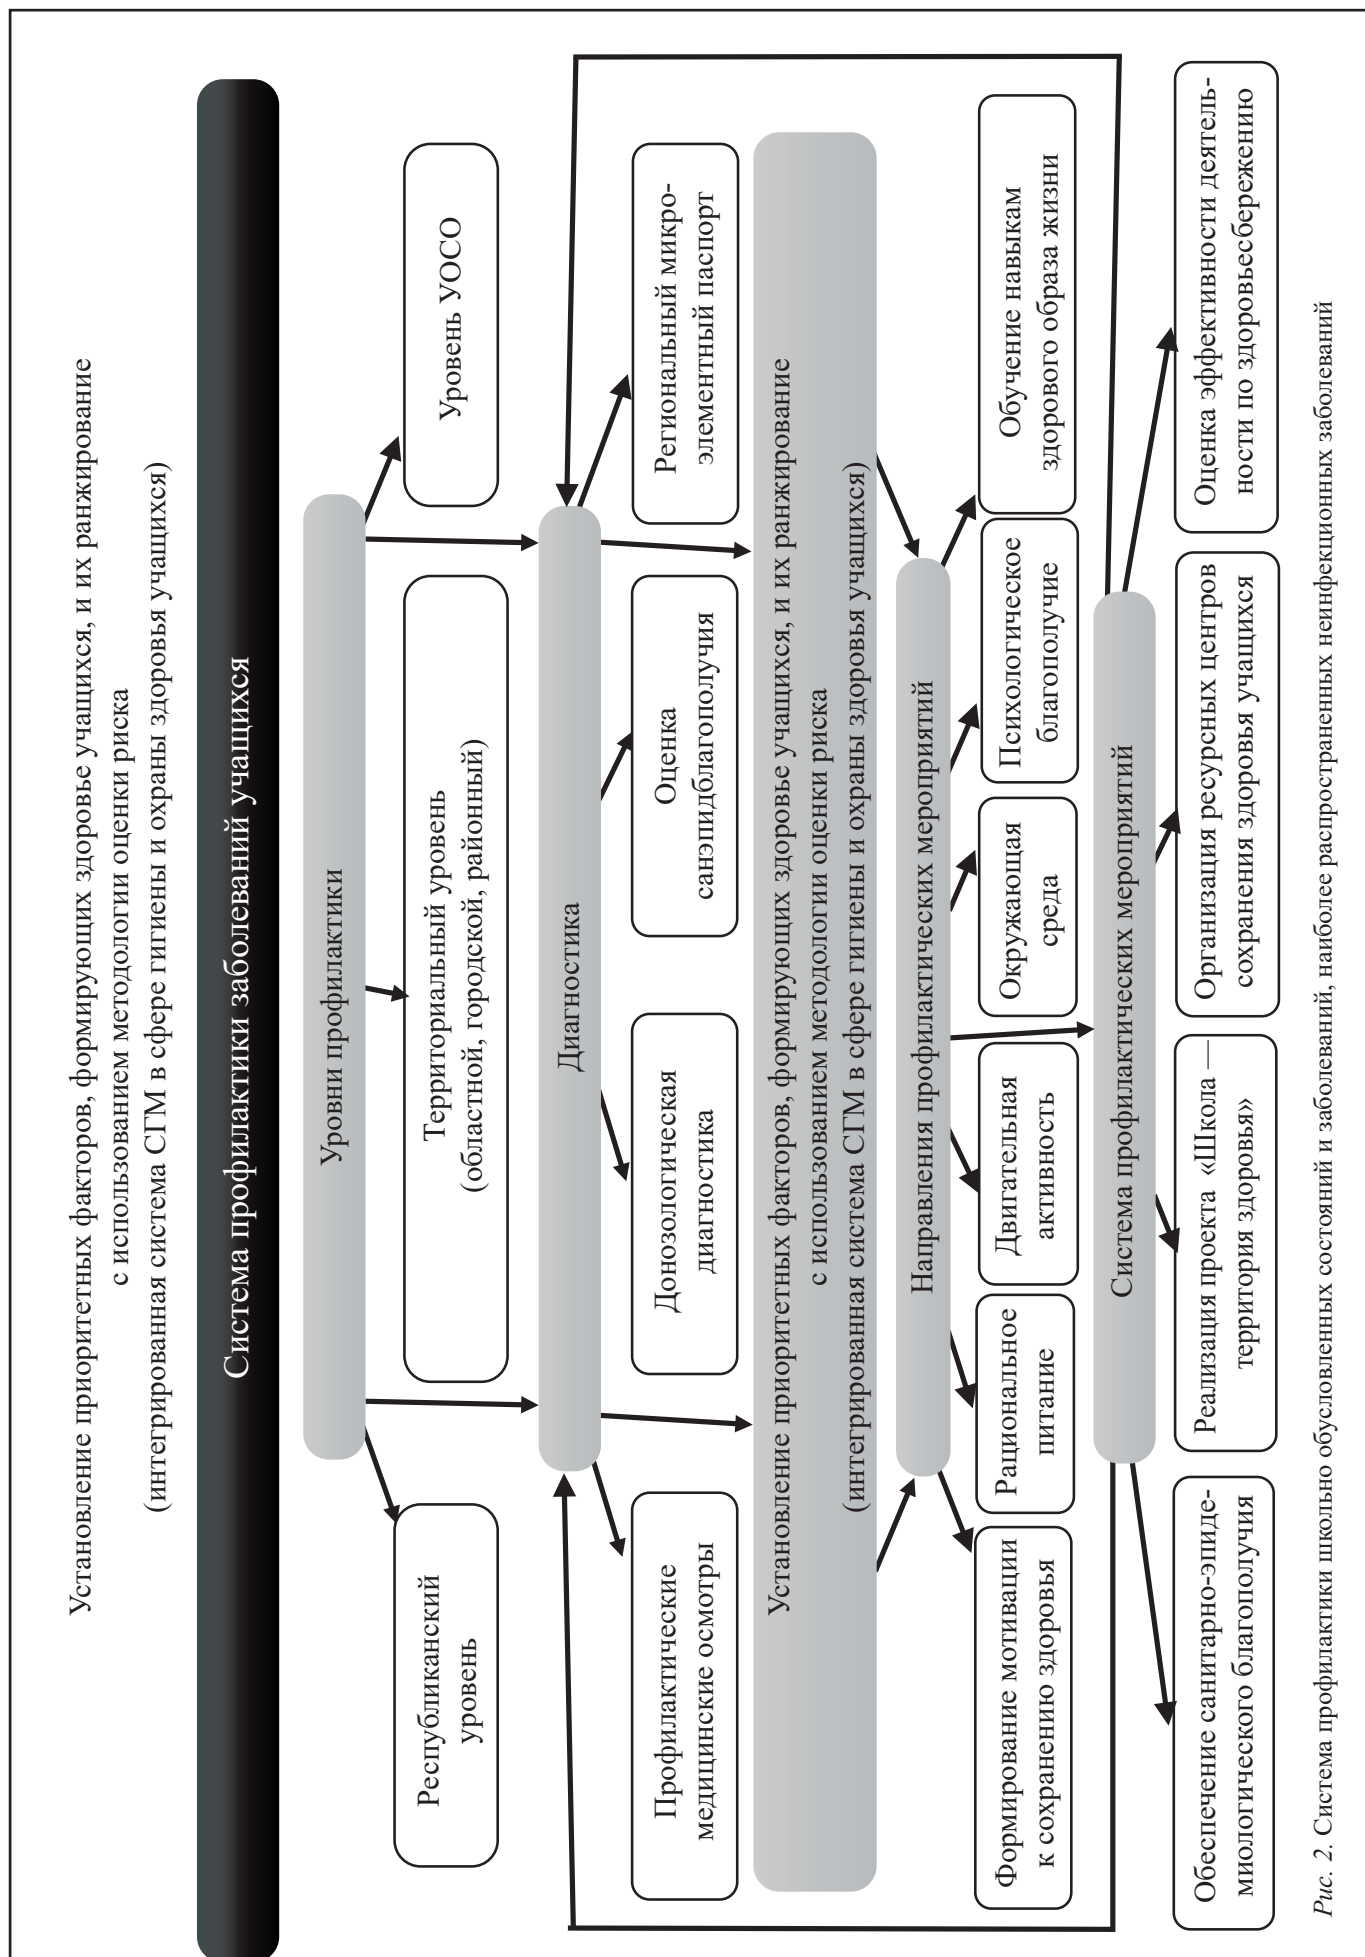 Установление приоритетных факторов, формирующих здоровье учащихся, и их ранжирование
с использованием методологии оценки риска
(интегрированная система СГМ в сфере гигиены и охраны здоровья учащихся)
Система профилактики заболеваний учащихся
Уровни профилактики
Республиканский
уровень
Территориальный уровень
(областной, городской, районный)
Уровень УОСО
Диагностика
Профилактические
медицинские осмотры
Донозологическая
диагностика
Оценка
санэпидблагополучия
Региональный микро-
элементный паспорт
Установление приоритетных факторов, формирующих здоровье учащихся, и их ранжирование
с использованием методологии оценки риска
(интегрированная система СГМ в сфере гигиены и охраны здоровья учащихся)
Направления профилактических мероприятий
Формирование мотивации
к сохранению здоровья
Рациональное
питание
Двигательная
активность
Окружающая
среда
Психологическое
благополучие
Обучение навыкам
здорового образа жизни
Система профилактических мероприятий
Обеспечение санитарно-эпиде-
миологического благополучия
Реализация проекта «Школа —
территория здоровья»
Организация ресурсных центров
сохранения здоровья учащихся
Оценка эффективности деятель-
ности по здоровьесбережению
Рис. 2. Система профилактики школьно обусловленных состояний и заболеваний, наиболее распространенных неинфекционных заболеваний